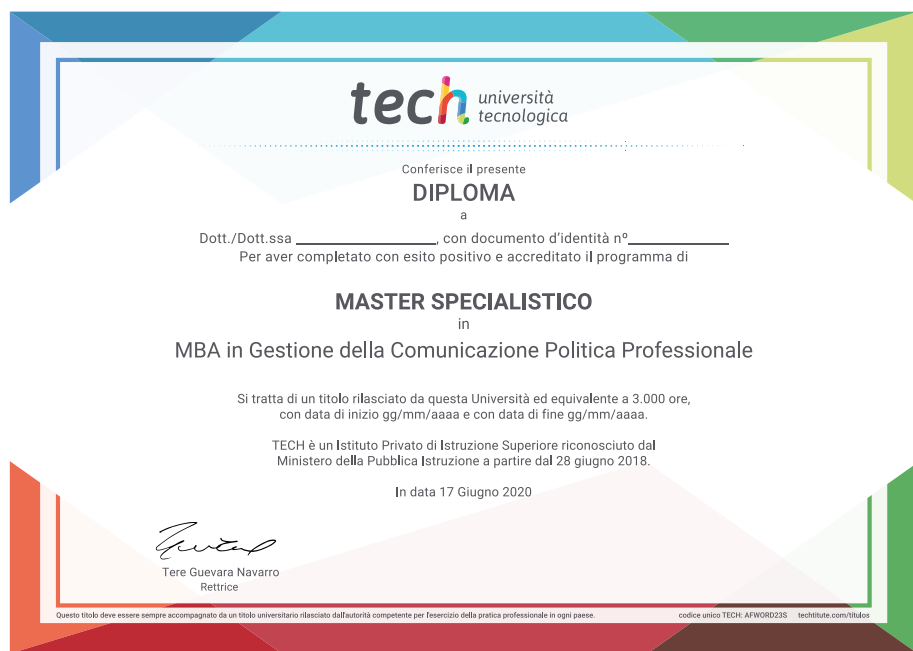 tech università
tecnologica
Conferisce il presente
DIPLOMA
a
Dott./Dott.ssa ________________, con documento d'identità nº____________
Per aver completato con esito positivo e accreditato il programma di
MASTER SPECIALISTICO
in
MBA in Gestione della Comunicazione Politica Professionale
Si tratta di un titolo rilasciato da questa Università ed equivalente a 3.000 ore,
con data di inizio gg/mm/aaaa e con data di fine gg/mm/aaaa.
TECH è un Istituto Privato di Istruzione Superiore riconosciuto dal
Ministero della Pubblica Istruzione a partire dal 28 giugno 2018.
In data 17 Giugno 2020
Tere Guevara Navarro
Rettrice
Questo titolo deve essere sempre accompagnato da un titolo universitario rilasciato dall'autorità competente per l'esercizio della pratica professionale in ogni paese. codice unico TECH: AFWORD23S techtitute.com/titulos